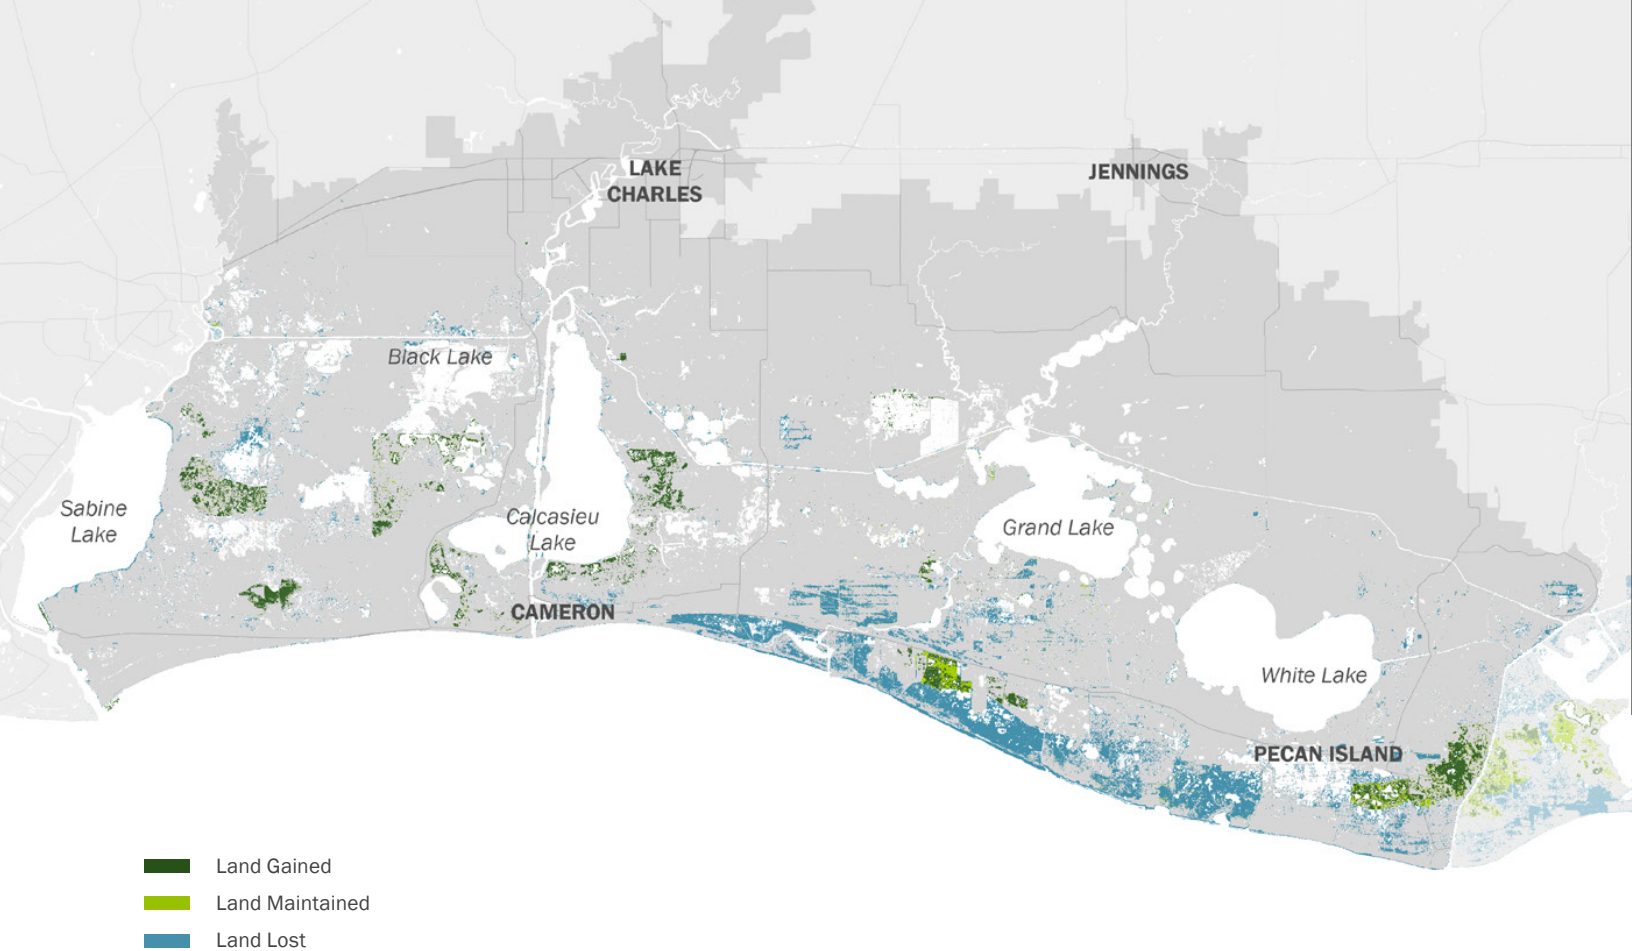 LAKE
CHARLES
JENNINGS
Black Lake
Sabine
Lake
Calcasieu
Lake
Grand Lake
CAMERON
White Lake
PECAN ISLAND
Land Gained
Land Maintained
Land Lost